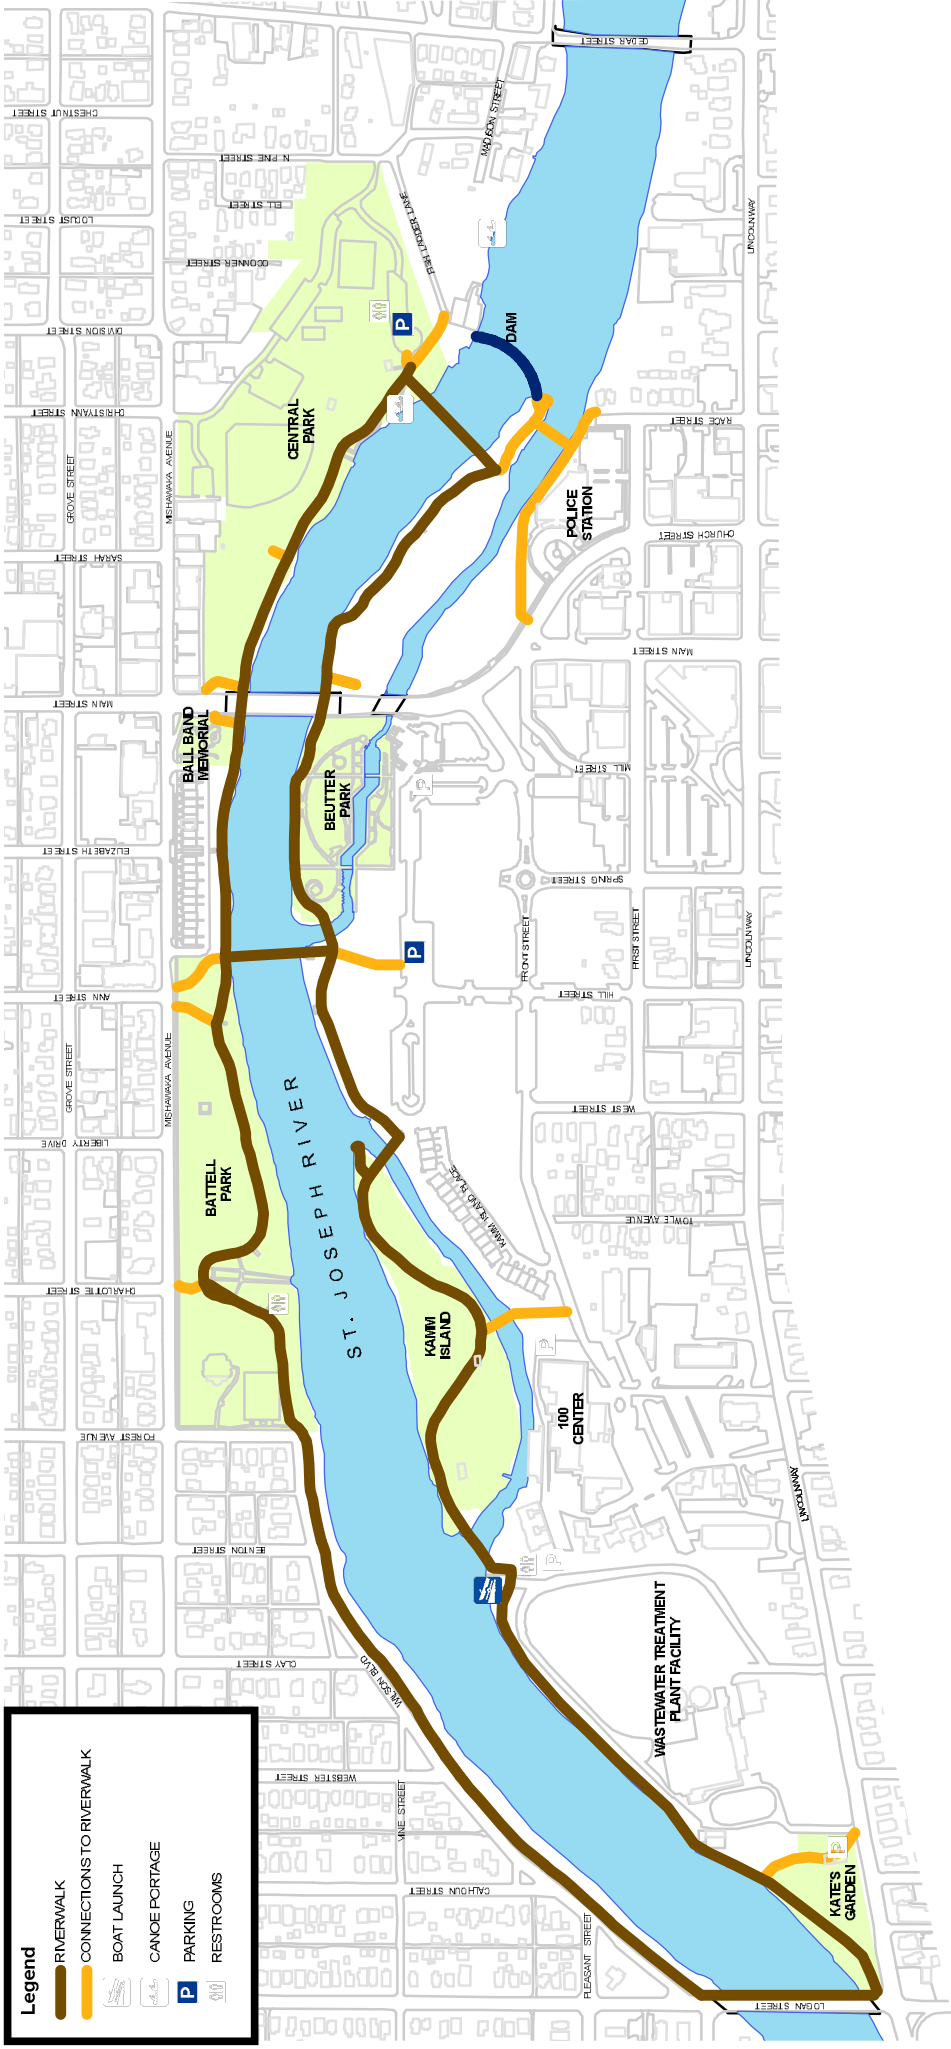 Legend
RIVERWALK
CONNECTIONS TO RIVERWALK
BOAT LAUNCH
CANOE PORTAGE
P
PARKING
RESTROOMS
CHESTNUT STREET
LOCUST STREET
DIVISION STREET
CHRISTYANN STREET
SARAH STREET
MAIN STREET
ELIZABETH STREET
ANN STREET
LIBERTY DRIVE
CHARLOTTE STREET
FOREST AVENUE
BENTON STREET
CLAY STREET
WEBSTER STREET
CALHOUN STREET
LOGAN STREET
GROVE STREET
GROVE STREET
MISHAWAKA AVENUE
MISHAWAKA AVENUE
N PINE STREET
ELL STREET
OCONNER STREET
FISH LADDER LANE
MADISON STREET
CEDAR STREET
WILSON BLVD
VINE STREET
PLEASANT STREET
BATTELL
PARK
BALL BAND
MEMORIAL
CENTRAL
PARK
BEUTTER
PARK
KAMM
ISLAND
ST. JOSEPH RIVER
DAM
POLICE
STATION
100
CENTER
WASTEWATER TREATMENT
PLANT FACILITY
KATE'S
GARDEN
KAMM ISLAND PLACE
FRONT STREET
FIRST STREET
LINCOLNWAY
LINCOLNWAY
LINCOLNWAY
TOWLE AVENUE
WEST STREET
HILL STREET
SPRING STREET
MILL STREET
MAIN STREET
CHURCH STREET
RACE STREET
P
P
P
P
P
P